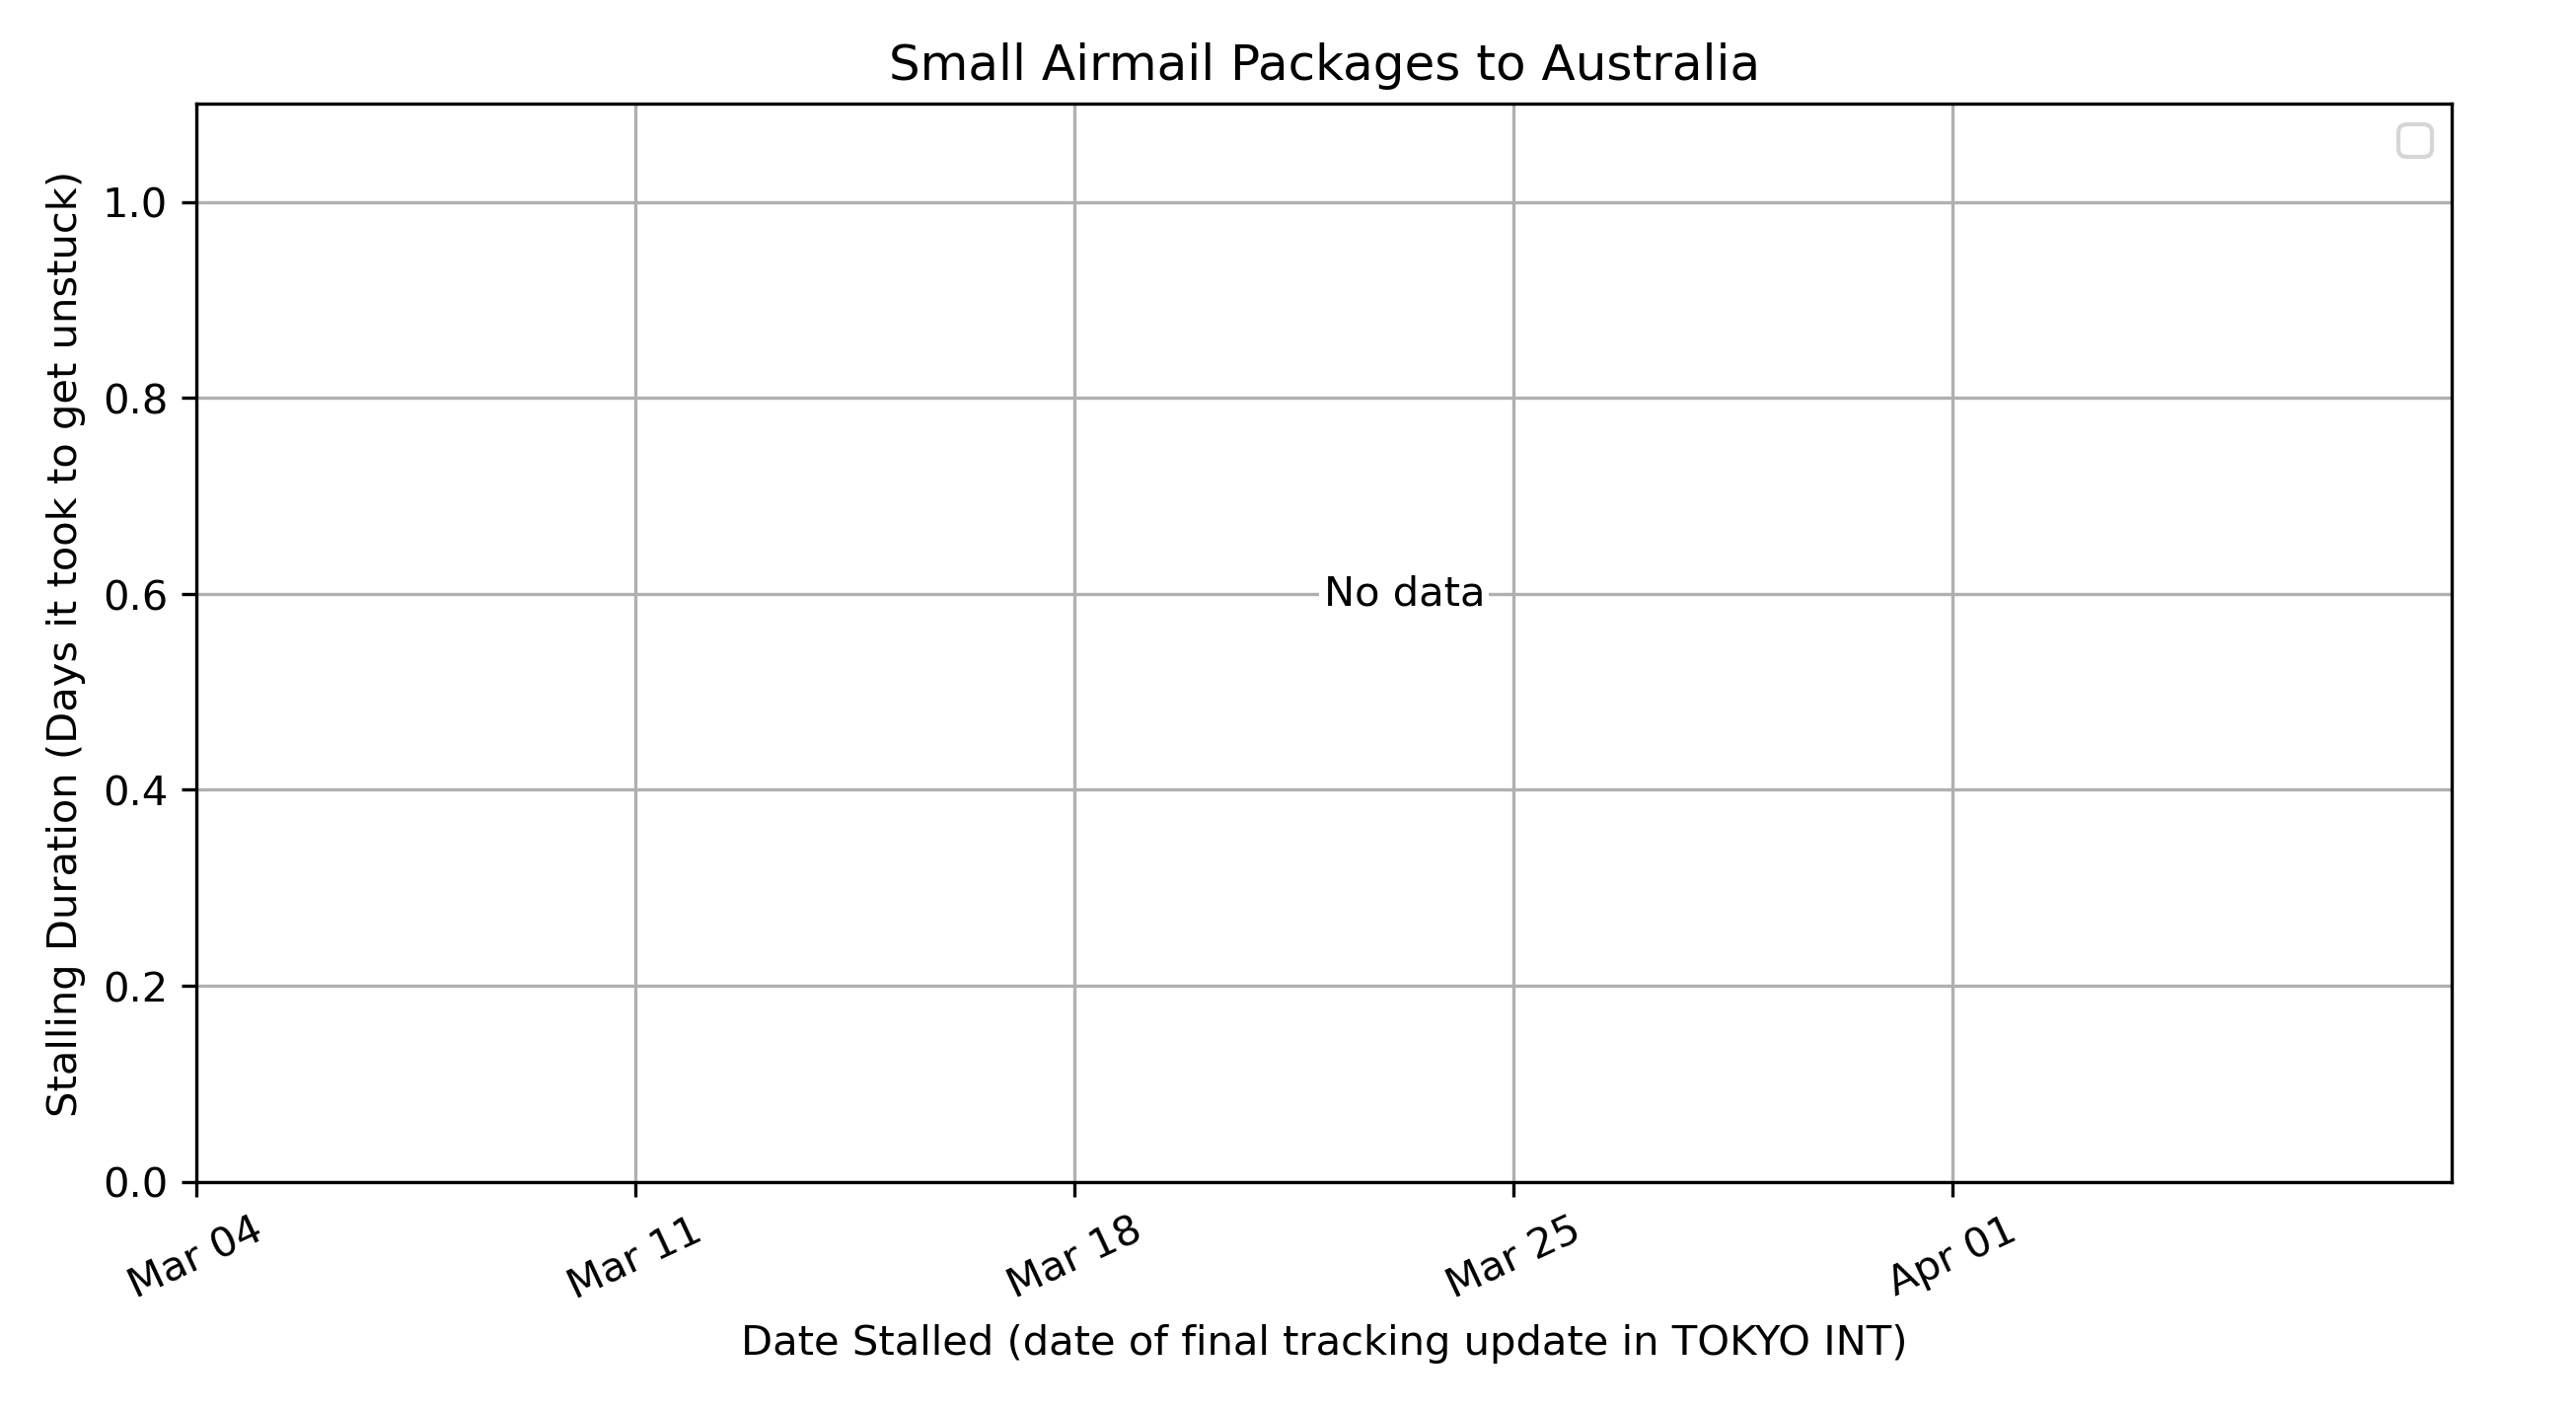 Small Airmail Packages to Australia
Stalling Duration (Days it took to get unstuck)
1.0
0.8
0.6
0.4
0.2
0.0
No data
Mar 04
Mar 11
Mar 18
Mar 25
Apr 01
Date Stalled (date of final tracking update in TOKYO INT)